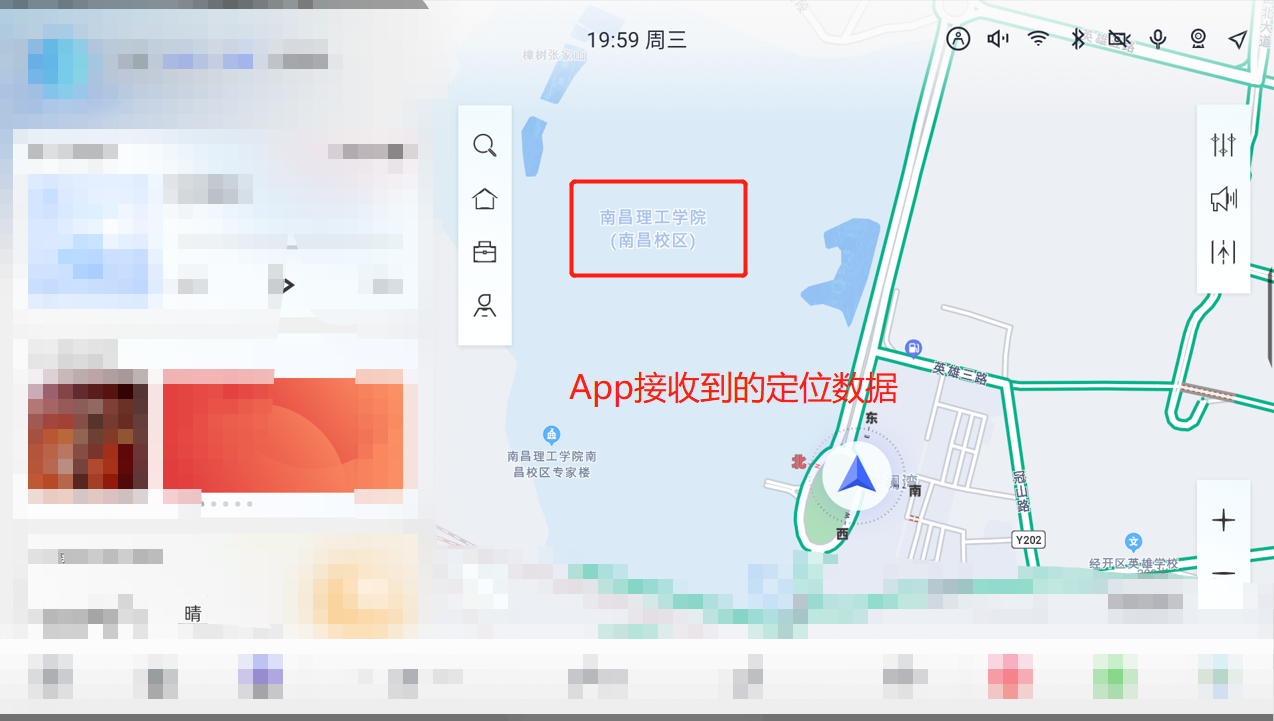 19:59 周三
樟树张家山
南昌理工学院
(南昌校区)
英雄三路
App接收到的定位数据
东
南昌理工学院南
昌校区专家楼
北
南
西
冠山路
Y202
经开区英雄学校
晴